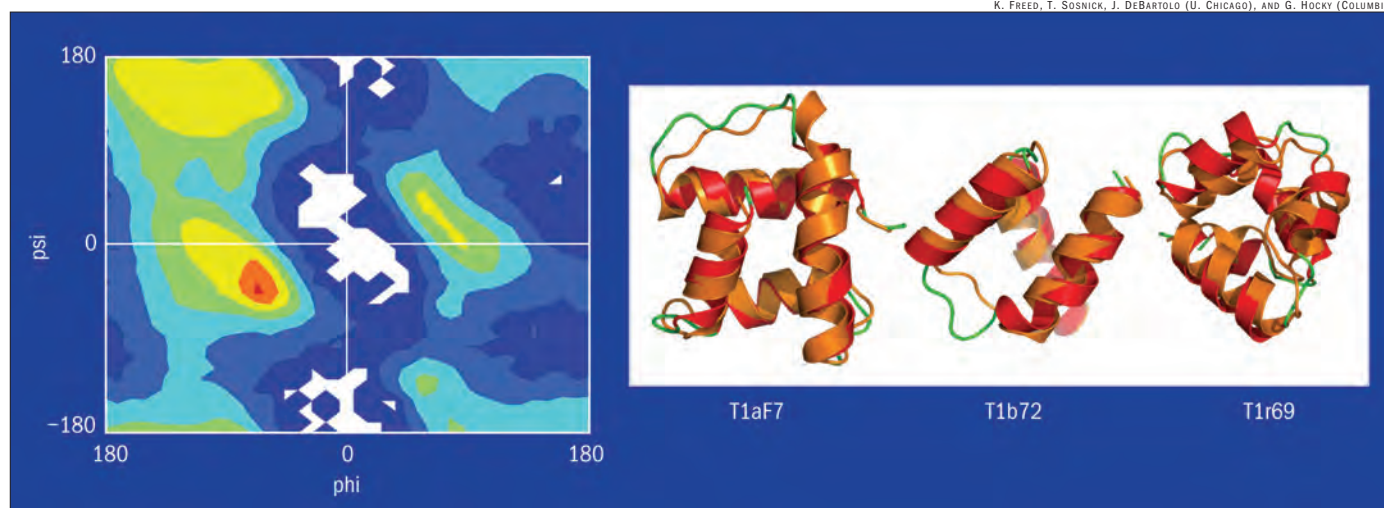 K. FREED, T. SOSNICK, J. DEBARTOLO (U. CHICAGO), AND G. HOCKY
180
psi
0
−180
180
0
180
phi
T1aF7
T1b72
T1r69